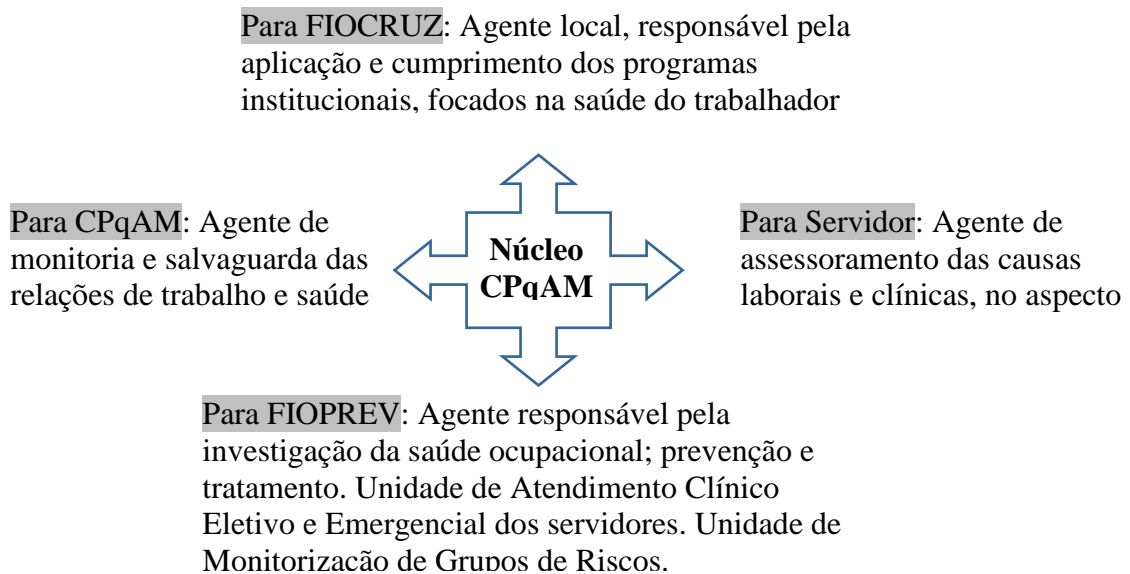 Para FIOCRUZ: Agente local, responsável pela
aplicação e cumprimento dos programas
institucionais, focados na saúde do trabalhador
Para CPqAM: Agente de
monitoria e salvaguarda das
relações de trabalho e saúde
Núcleo
CPqAM
Para Servidor: Agente de
assessoramento das causas
laborais e clínicas, no aspecto
Para FIOPREV: Agente responsável pela
investigação da saúde ocupacional; prevenção e
tratamento. Unidade de Atendimento Clínico
Eletivo e Emergencial dos servidores. Unidade de
Monitorização de Grupos de Riscos.